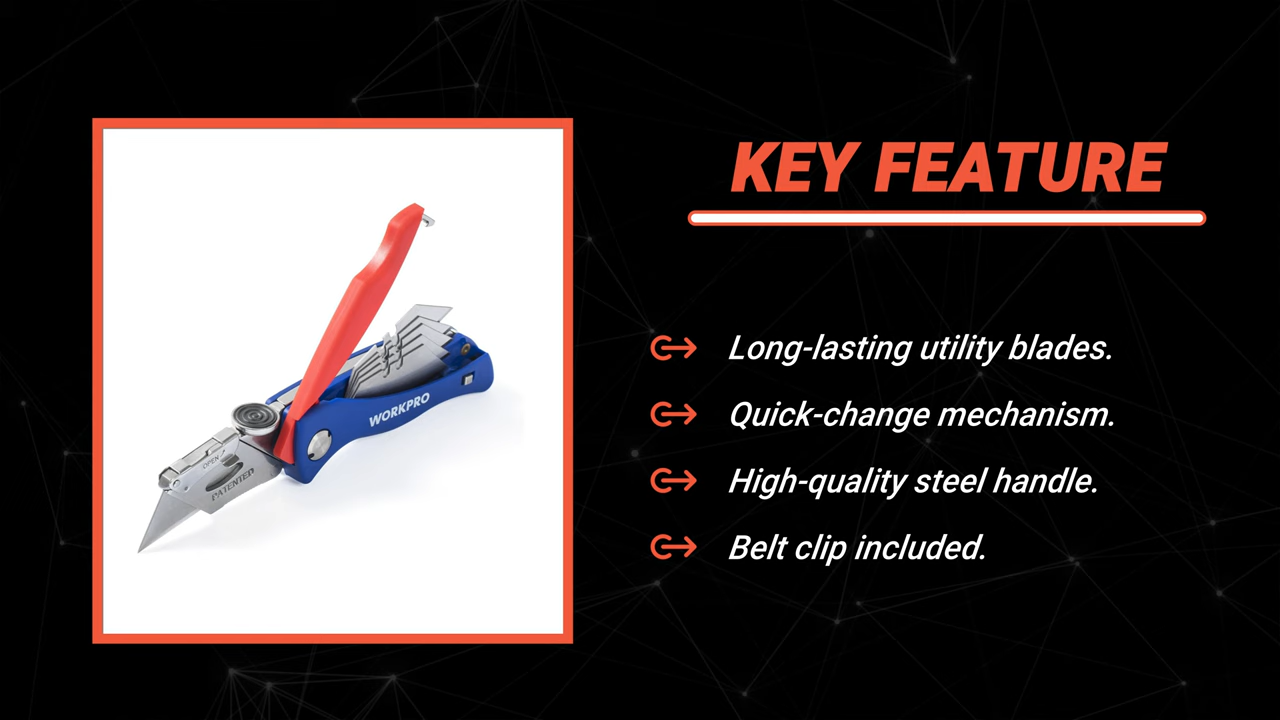 KEY FEATURE
Long-lasting utility blades.
Quick-change mechanism.
High-quality steel handle.
Belt clip included.
WORKPRO
OPEN
PATENTED